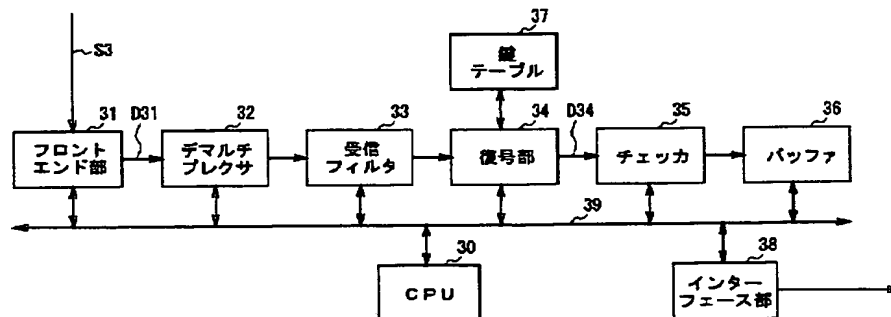 S3
31
フロント
エンド部
D31
32
デマルチ
プレクサ
33
受信
フィルタ
37
鍵
テーブル
34
復号部
D34
35
チェッカ
36
バッファ
39
30
CPU
38
インター
フェース部